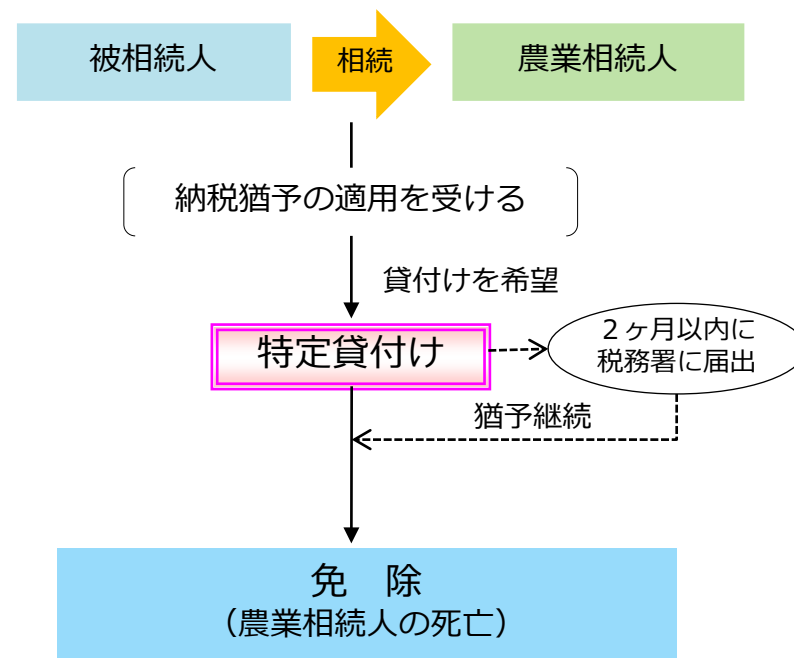 被相続人
相続
農業相続人
納税猶予の適用を受ける
貸付けを希望
特定貸付け
２ヶ月以内に
税務署に届出
猶予継続
免　除
（農業相続人の死亡）